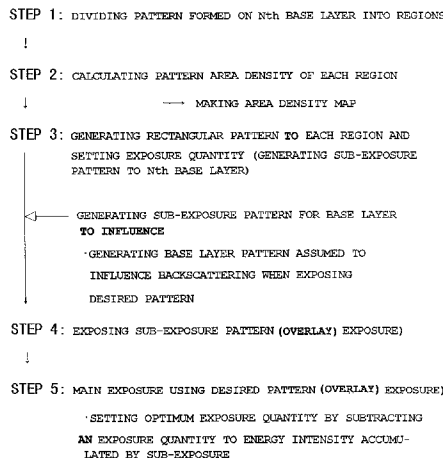 STEP 1: DIVIDING PATTERN FORMED ON Nth BASE LAYER INTO REGIONS
STEP 2: CALCULATING PATTERN AREA DENSITY OF EACH REGION
MAKING AREA DENSITY MAP
STEP 3: GENERATING RECTANGULAR PATTERN TO EACH REGION AND
SETTING EXPOSURE QUANTITY (GENERATING SUB-EXPOSURE
PATTERN TO Nth BASE LAYER)
GENERATING SUB-EXPOSURE PATTERN FOR BASE LAYER
TO INFLUENCE
·GENERATING BASE LAYER PATTERN ASSUMED TO
INFLUENCE BACKSCATTERING WHEN EXPOSING
DESIRED PATTERN
STEP 4: EXPOSING SUB-EXPOSURE PATTERN (OVERLAY) EXPOSURE)
STEP 5: MAIN EXPOSURE USING DESIRED PATTERN (OVERLAY) EXPOSURE)
·SETTING OPTIMUM EXPOSURE QUANTITY BY SUBTRACTING
AN EXPOSURE QUANTITY TO ENERGY INTENSITY ACCUMU-
LATED BY SUB-EXPOSURE